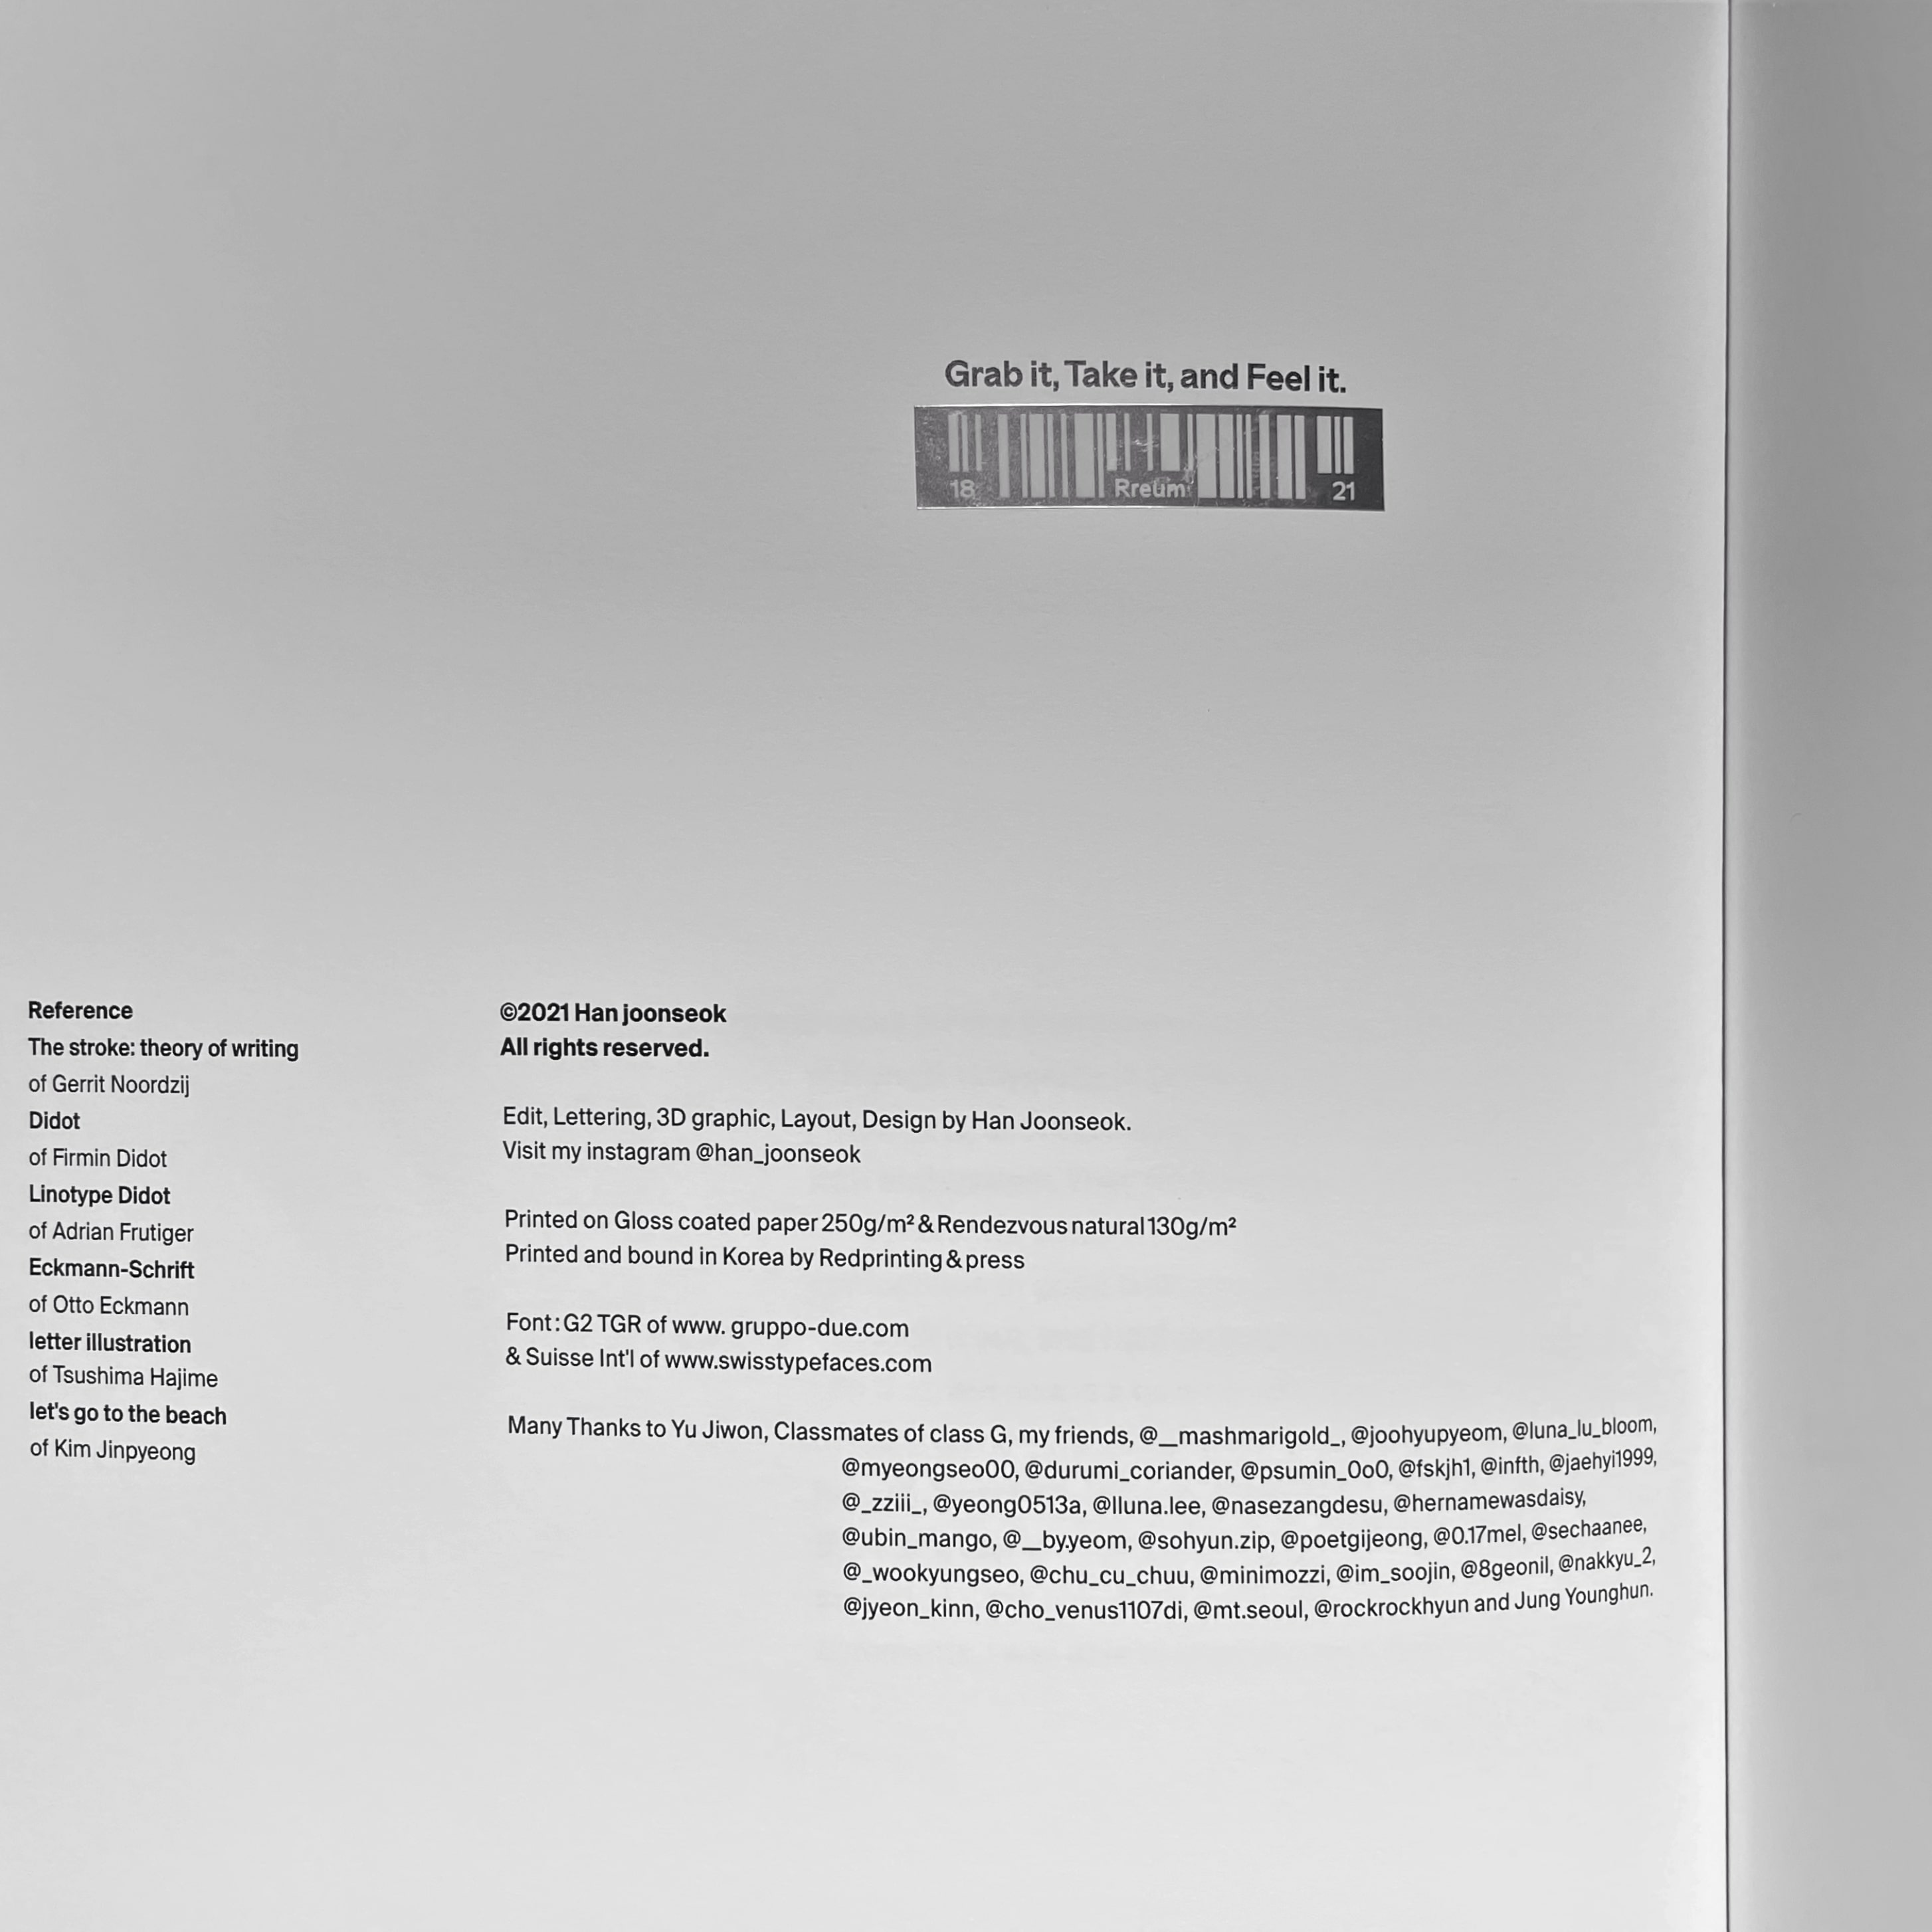 Grab it, Take it, and Feel it.
18 Rreum 21
Reference
The stroke: theory of writing
of Gerrit Noordzij
Didot
of Firmin Didot
Linotype Didot
of Adrian Frutiger
Eckmann-Schrift
of Otto Eckmann
letter illustration
of Tsushima Hajime
let's go to the beach
of Kim Jinpyeong
©2021 Han joonseok
All rights reserved.
Edit, Lettering, 3D graphic, Layout, Design by Han Joonseok.
Visit my instagram @han_joonseok
Printed on Gloss coated paper 250g/m² & Rendezvous natural 130g/m²
Printed and bound in Korea by Redprinting & press
Font : G2 TGR of www. gruppo-due.com
& Suisse Int'l of www.swisstypefaces.com
Many Thanks to Yu Jiwon, Classmates of class G, my friends, @__mashmarigold_, @joohyupyeom, @luna_lu_bloom,
@myeongseo00, @durumi_coriander, @psumin_0o0, @fskjh1, @infth, @jaehyi1999,
@_zziii_, @yeong0513a, @lluna.lee, @nasezangdesu, @hernamewasdaisy,
@ubin_mango, @__by.yeom, @sohyun.zip, @poetgijeong, @0.17mel, @sechaanee,
@_wookyungseo, @chu_cu_chuu, @minimozzi, @im_soojin, @8geonil, @nakkyu_2,
@jyeon_kinn, @cho_venus1107di, @mt.seoul, @rockrockhyun and Jung Younghun.